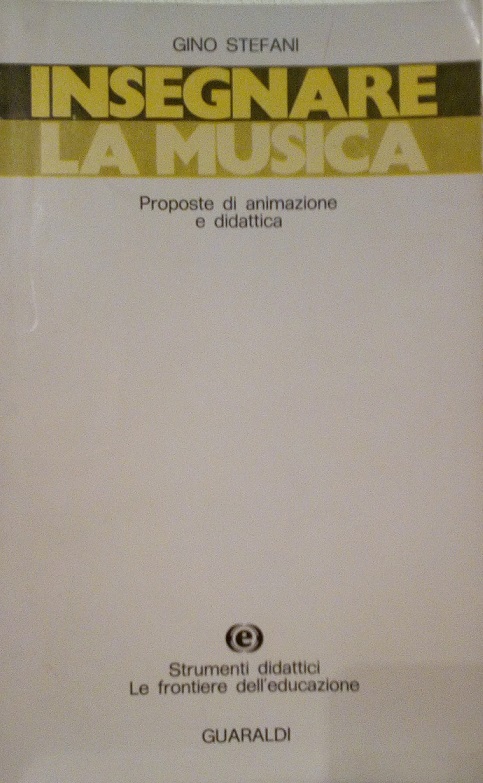 GINO STEFANI
INSEGNARE
LA MUSICA
Proposte di animazione
e didattica
e
Strumenti didattici
Le frontiere dell'educazione
GUARALDI